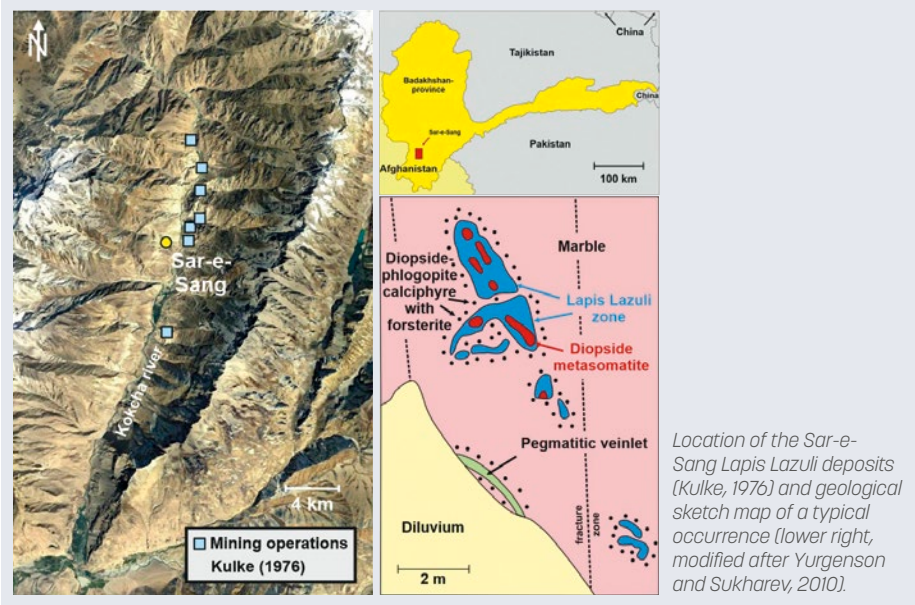 N
Sar-e-
Sang
Kokcha river
4 km
Mining operations
Kulke (1976)
China
Tajikistan
Badakhshan-
province
China
Sar-e-Sang
Pakistan
Afghanistan
100 km
Marble
Diopside-
phlogopite
calciphyre
with
forsterite
Lapis Lazuli
zone
Diopside
metasomatite
Pegmatitic veinlet
Diluvium
fracture
zone
2 m
Location of the Sar-e-
Sang Lapis Lazuli deposits
(Kulke, 1976) and geological
sketch map of a typical
occurrence (lower right,
modified after Yurgenson
and Sukharev, 2010).